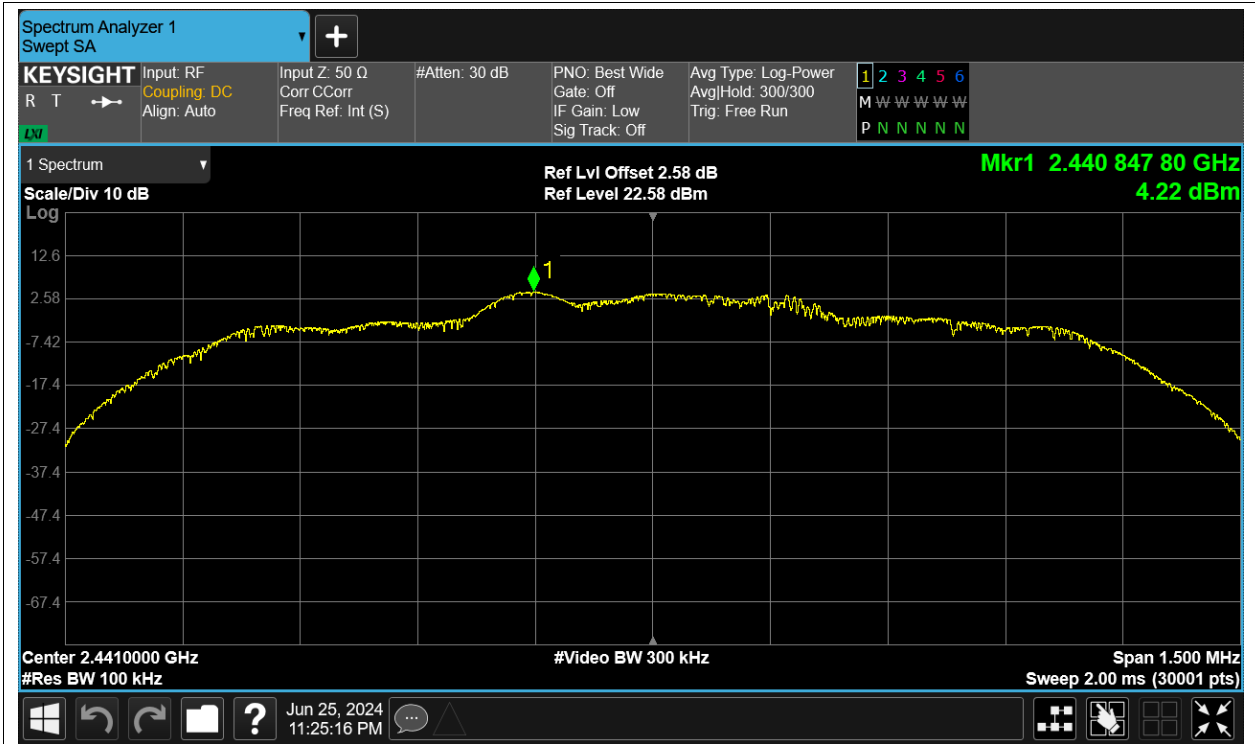 Spectrum Analyzer 1
Swept SA
KEYSIGHT
R T
LXI
Input: RF
Coupling: DC
Align: Auto
Input Z: 50 Ω
Corr CCorr
Freq Ref: Int (S)
#Atten: 30 dB
PNO: Best Wide
Gate: Off
IF Gain: Low
Sig Track: Off
Avg Type: Log-Power
Avg|Hold: 300/300
Trig: Free Run
1 2 3 4 5 6
M W W W W W
P N N N N N
1 Spectrum
Scale/Div 10 dB
Log
Ref Lvl Offset 2.58 dB
Ref Level 22.58 dBm
Mkr1 2.440 847 80 GHz
4.22 dBm
12.6
1
2.58
-7.42
-17.4
-27.4
-37.4
-47.4
-57.4
-67.4
Center 2.4410000 GHz
#Res BW 100 kHz
#Video BW 300 kHz
Span 1.500 MHz
Sweep 2.00 ms (30001 pts)
?
Jun 25, 2024
11:25:16 PM